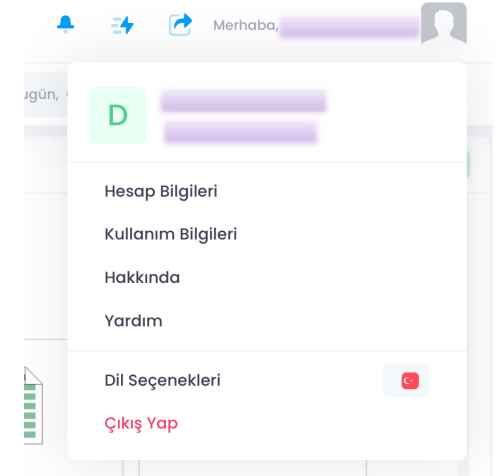 Merhaba,
ugün,
D
Hesap Bilgileri
Kullanım Bilgileri
Hakkında
Yardım
Dil Seçenekleri
Çıkış Yap